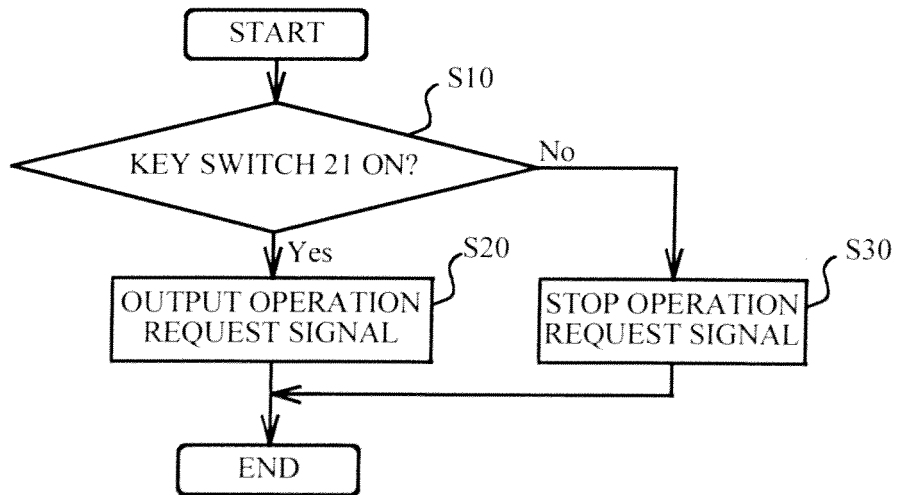 START
S10
KEY SWITCH 21 ON?
No
Yes
S20
S30
OUTPUT OPERATION
REQUEST SIGNAL
STOP OPERATION
REQUEST SIGNAL
END